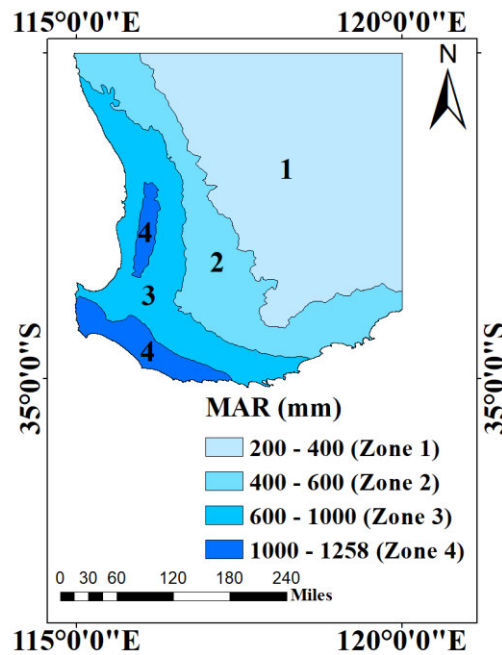 115°0'0"E 120°0'0"E
N
1
4
2
3
4
35°0'0"S 35°0'0"S
MAR (mm)
200 - 400 (Zone 1)
400 - 600 (Zone 2)
600 - 1000 (Zone 3)
1000 - 1258 (Zone 4)
0 30 60 120 180 240
Miles
115°0'0"E 120°0'0"E